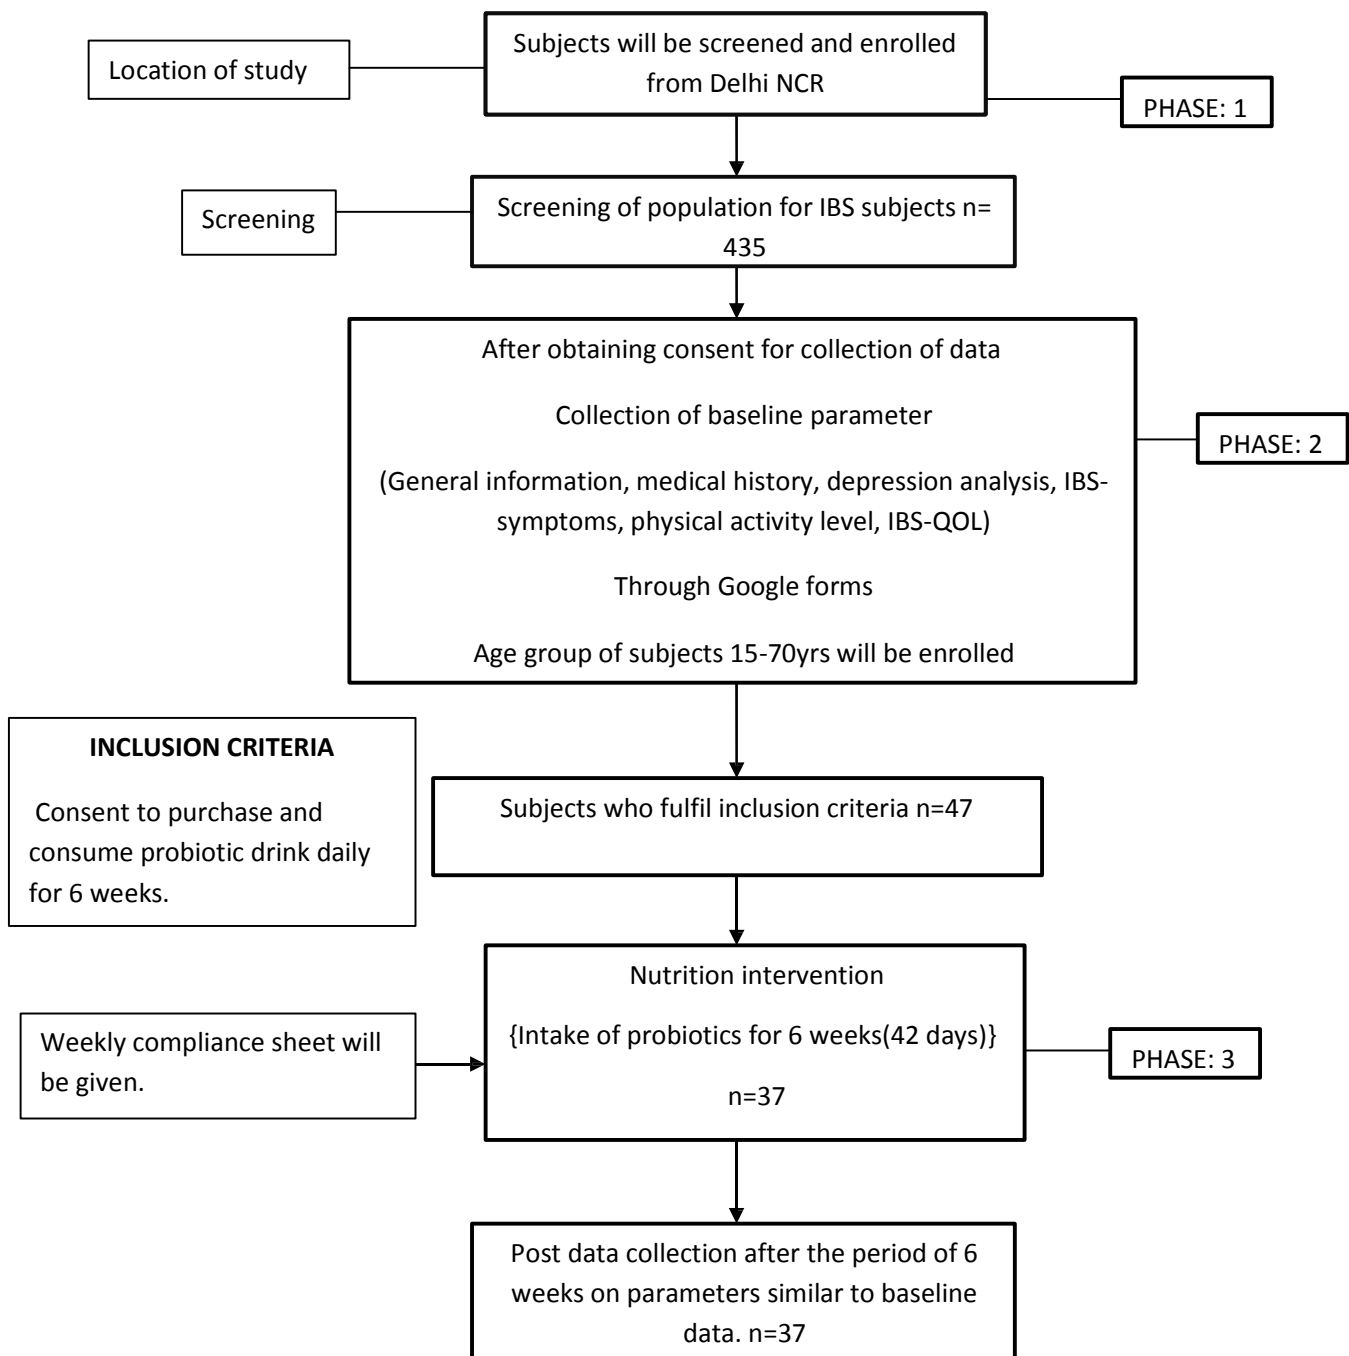 Subjects will be screened and enrolled
from Delhi NCR
Location of study
PHASE: 1
Screening of population for IBS subjects n=
435
Screening
After obtaining consent for collection of data
Collection of baseline parameter
(General information, medical history, depression analysis, IBS-
symptoms, physical activity level, IBS-QOL)
Through Google forms
Age group of subjects 15-70yrs will be enrolled
PHASE: 2
INCLUSION CRITERIA
Consent to purchase and
consume probiotic drink daily
for 6 weeks.
Subjects who fulfil inclusion criteria n=47
Nutrition intervention
{Intake of probiotics for 6 weeks(42 days)}
n=37
Weekly compliance sheet will
be given.
PHASE: 3
Post data collection after the period of 6
weeks on parameters similar to baseline
data. n=37